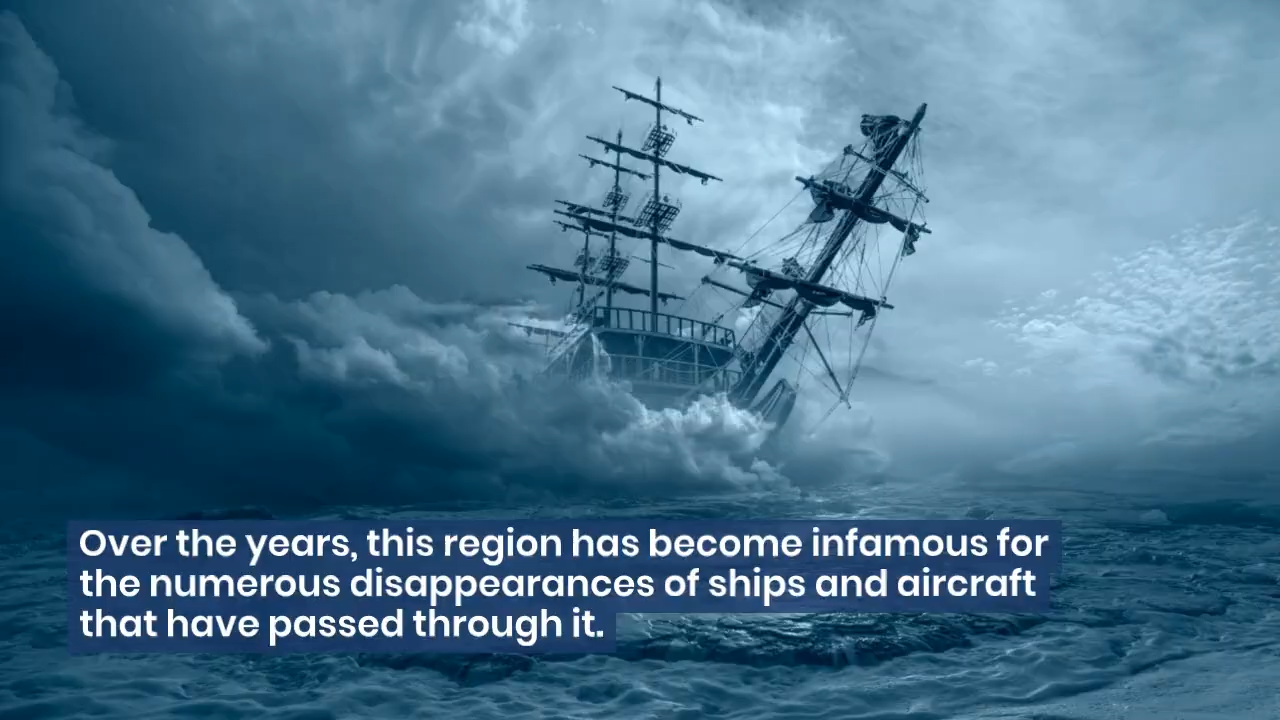 Over the years, this region has become infamous for
the numerous disappearances of ships and aircraft
that have passed through it.